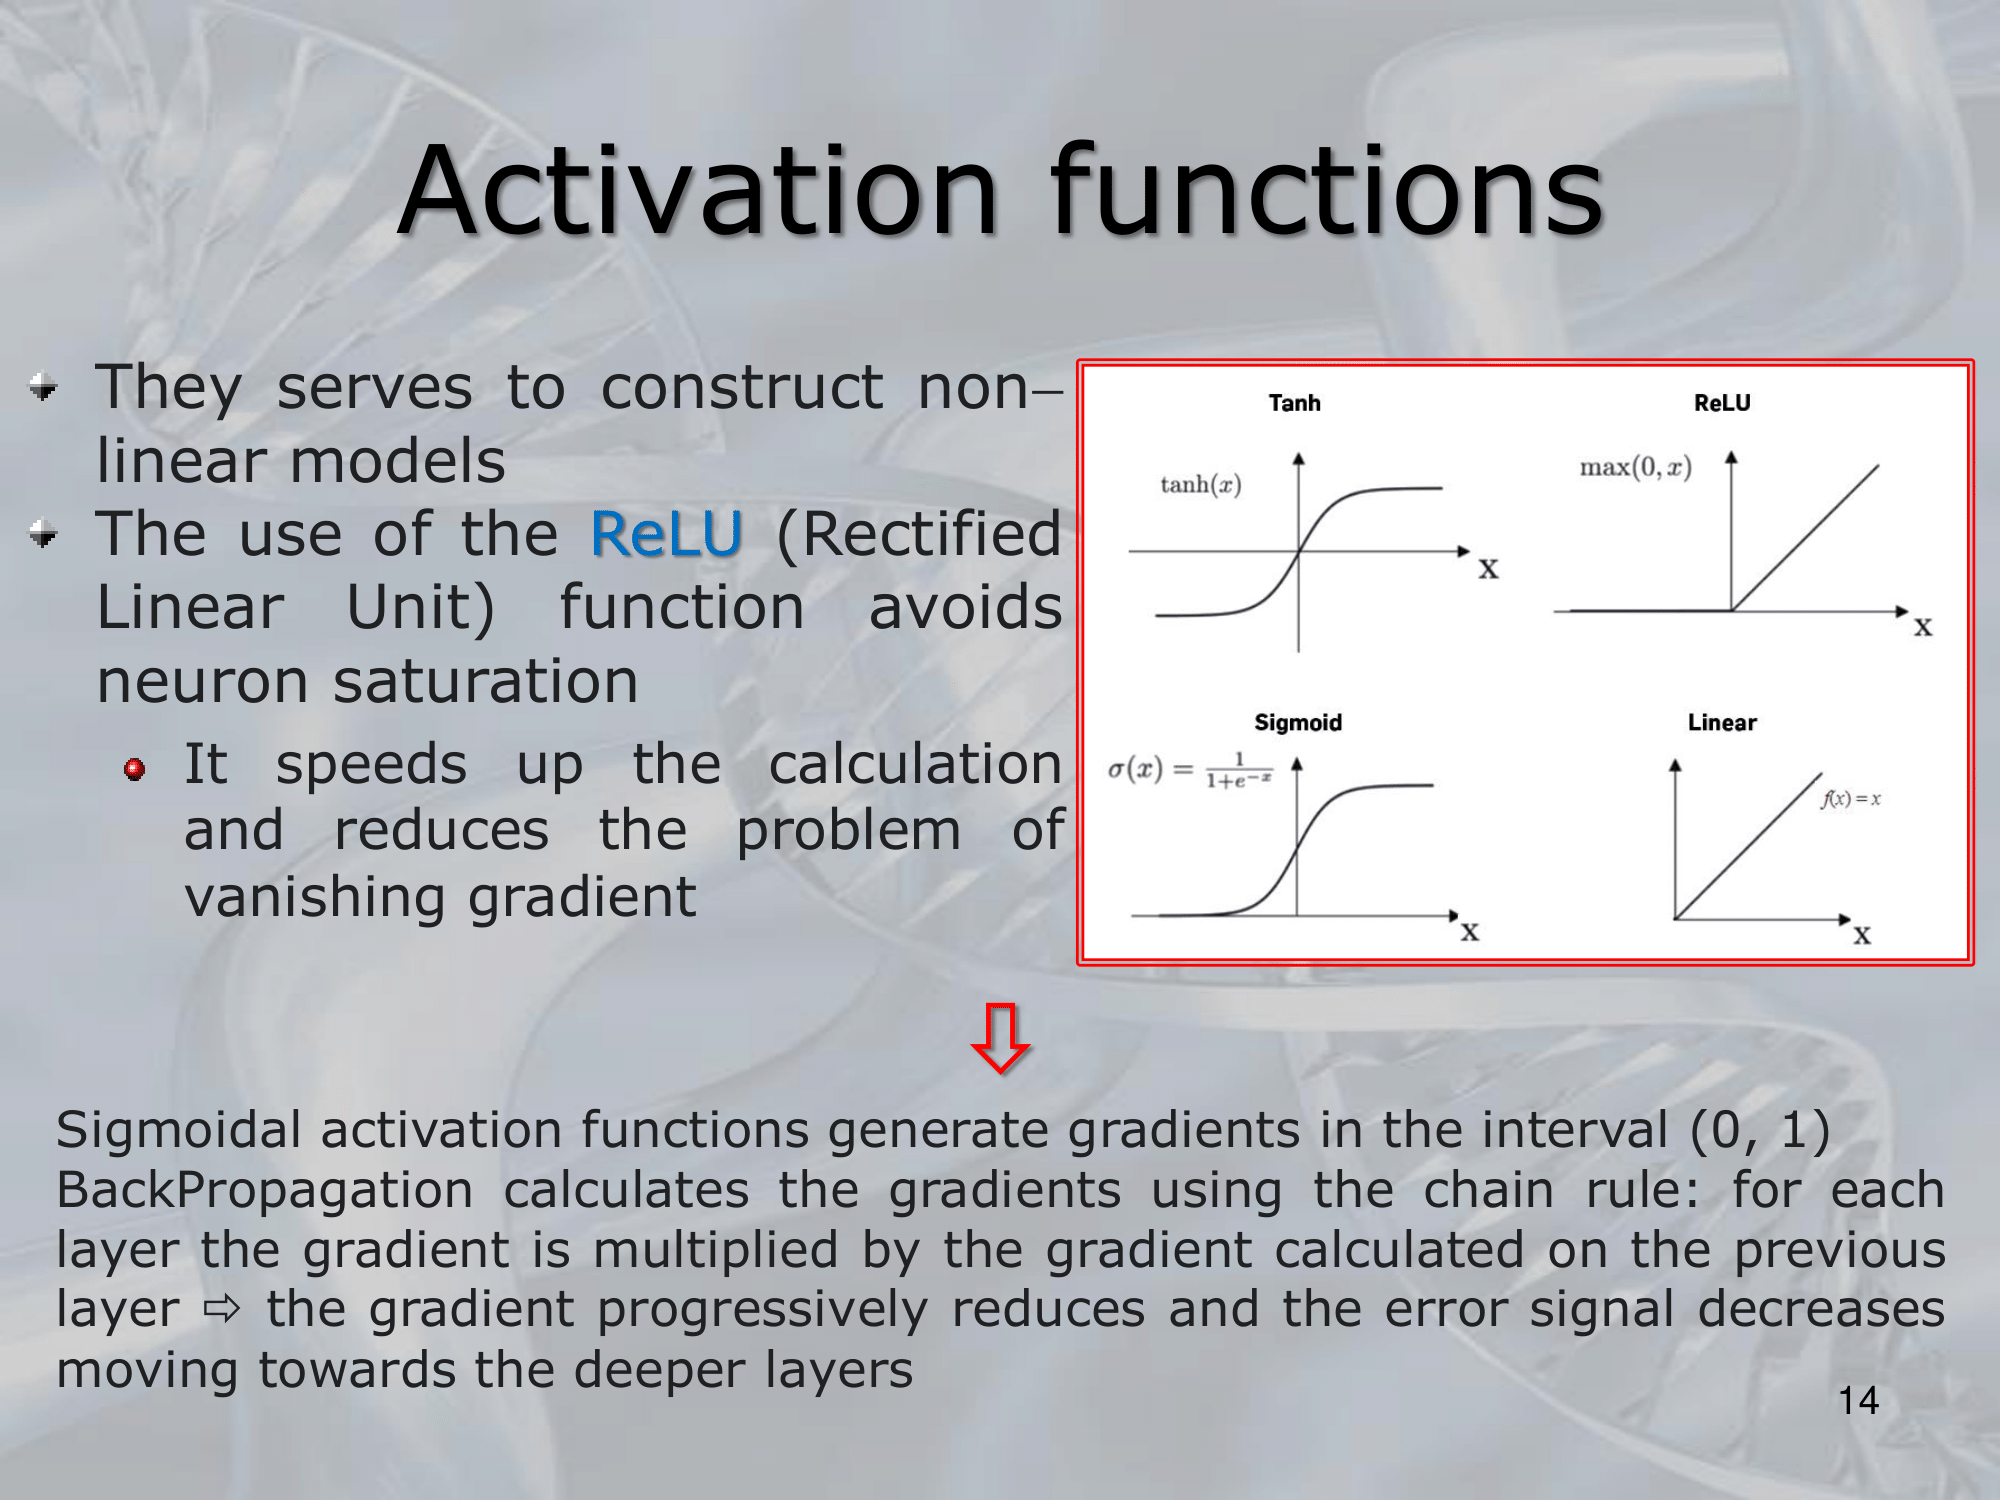 Activation functions
They serves to construct non–
linear models
The use of the ReLU (Rectified
Linear Unit) function avoids
neuron saturation
It speeds up the calculation
and reduces the problem of
vanishing gradient
Tanh
tanh(x)
x
ReLU
max(0, x)
x
Sigmoid
σ(x) = 1/(1+e^−x)
x
Linear
f(x) = x
x
Sigmoidal activation functions generate gradients in the interval (0, 1)
BackPropagation calculates the gradients using the chain rule: for each
layer the gradient is multiplied by the gradient calculated on the previous
layer ⇨ the gradient progressively reduces and the error signal decreases
moving towards the deeper layers
14